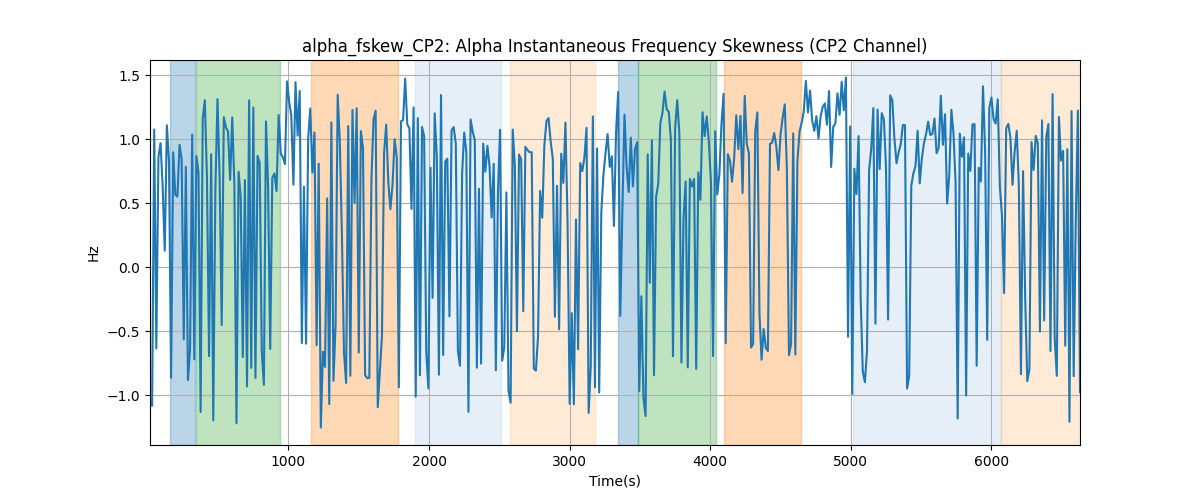 alpha_fskew_CP2: Alpha Instantaneous Frequency Skewness (CP2 Channel)
1.5
1.0
0.5
0.0
−0.5
−1.0
Hz
1000 2000 3000 4000 5000 6000
Time(s)